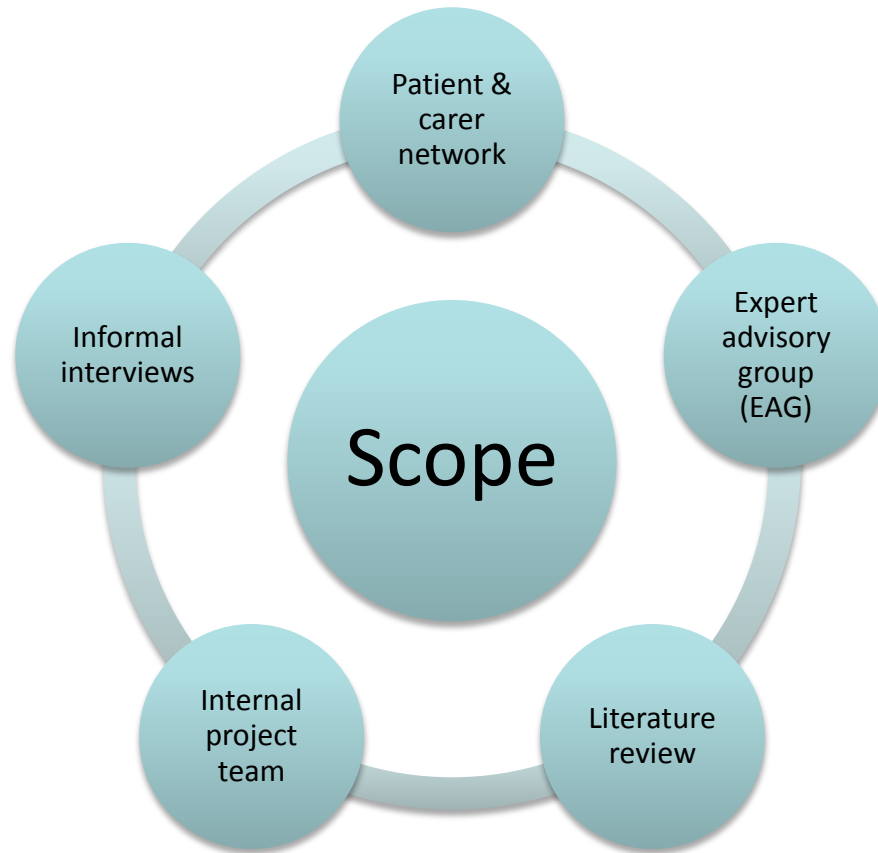 Patient &
carer
network
Expert
advisory
group
(EAG)
Literature
review
Internal
project
team
Informal
interviews
Scope